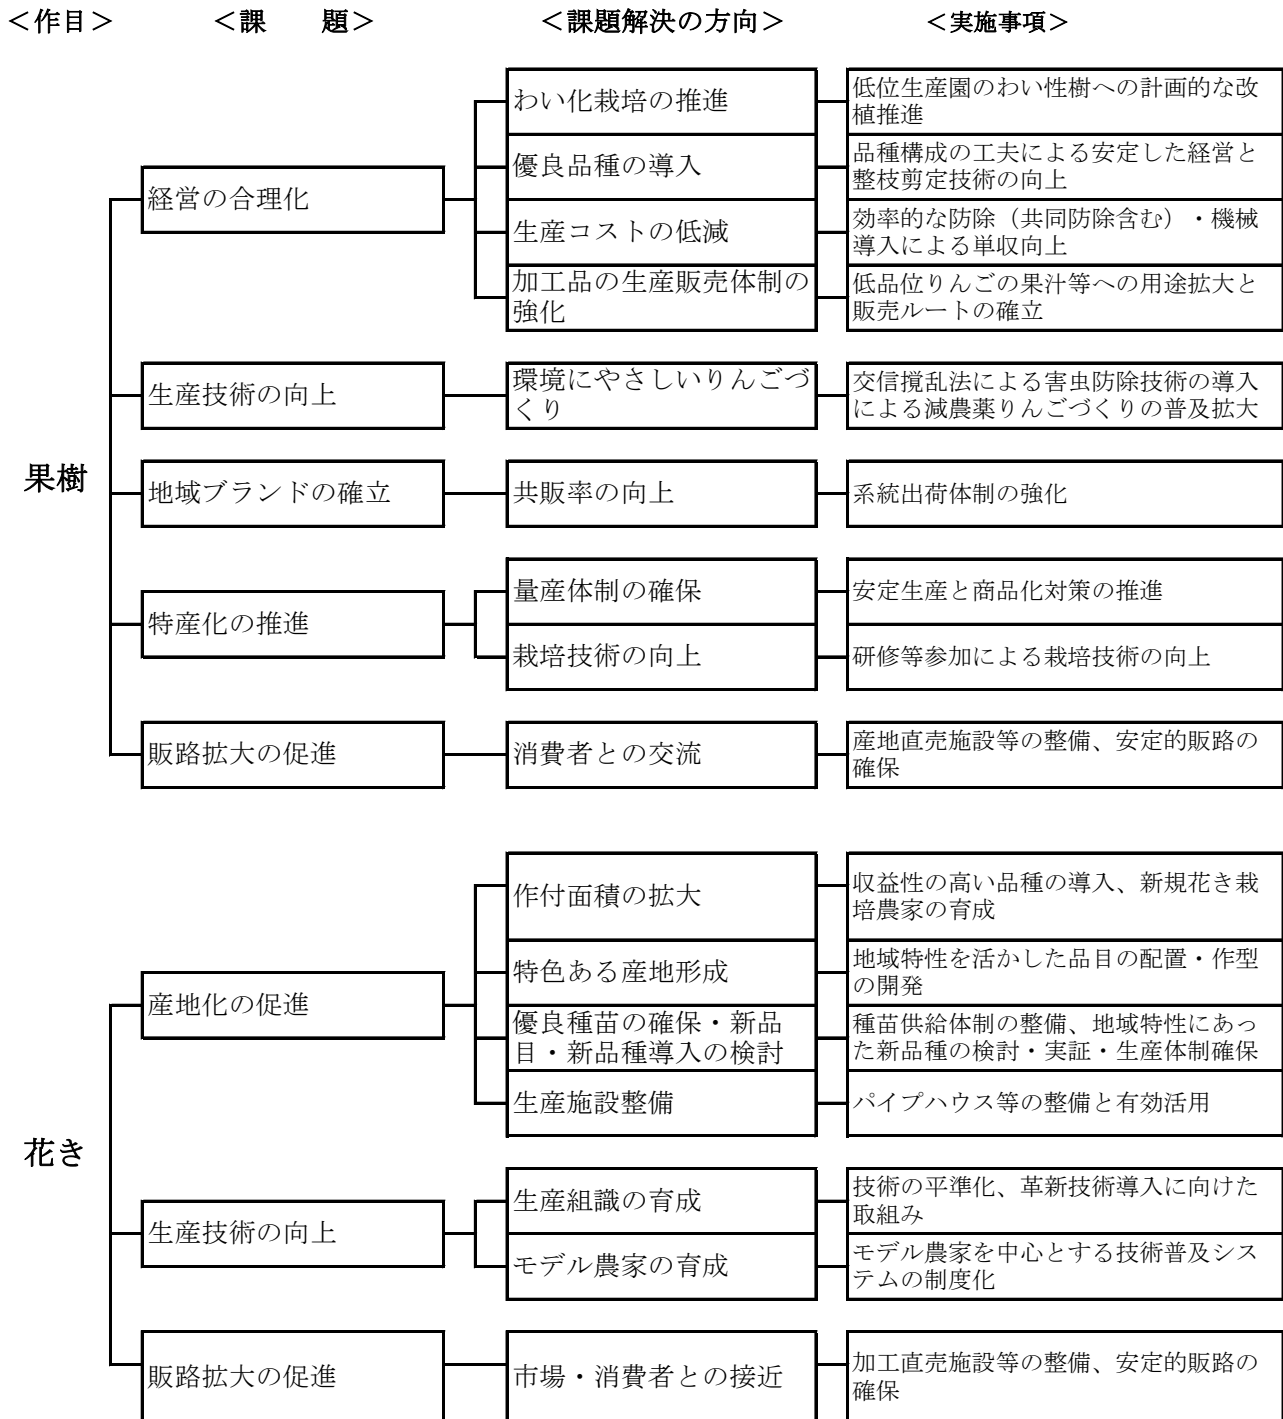 ＜作目＞ ＜課　　題＞ ＜課題解決の方向＞ ＜実施事項＞
果樹
経営の合理化
わい化栽培の推進
低位生産園のわい性樹への計画的な改
植推進
優良品種の導入
品種構成の工夫による安定した経営と
整枝剪定技術の向上
生産コストの低減
効率的な防除（共同防除含む）・機械
導入による単収向上
加工品の生産販売体制の
強化
低品位りんごの果汁等への用途拡大と
販売ルートの確立
生産技術の向上
環境にやさしいりんごづ
くり
交信撹乱法による害虫防除技術の導入
による減農薬りんごづくりの普及拡大
地域ブランドの確立
共販率の向上
系統出荷体制の強化
特産化の推進
量産体制の確保
安定生産と商品化対策の推進
栽培技術の向上
研修等参加による栽培技術の向上
販路拡大の促進
消費者との交流
産地直売施設等の整備、安定的販路の
確保
花き
産地化の促進
作付面積の拡大
収益性の高い品種の導入、新規花き栽
培農家の育成
特色ある産地形成
地域特性を活かした品目の配置・作型
の開発
優良種苗の確保・新品
目・新品種導入の検討
種苗供給体制の整備、地域特性にあっ
た新品種の検討・実証・生産体制確保
生産施設整備
パイプハウス等の整備と有効活用
生産技術の向上
生産組識の育成
技術の平準化、革新技術導入に向けた
取組み
モデル農家の育成
モデル農家を中心とする技術普及シス
テムの制度化
販路拡大の促進
市場・消費者との接近
加工直売施設等の整備、安定的販路の
確保